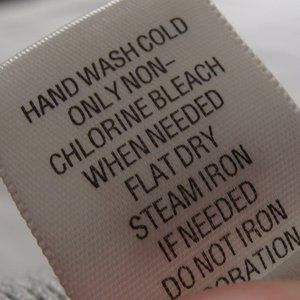 HAND WASH COLD
ONLY NON-
CHLORINE BLEACH
WHEN NEEDED
FLAT DRY
STEAM IRON
IF NEEDED
DO NOT IRON